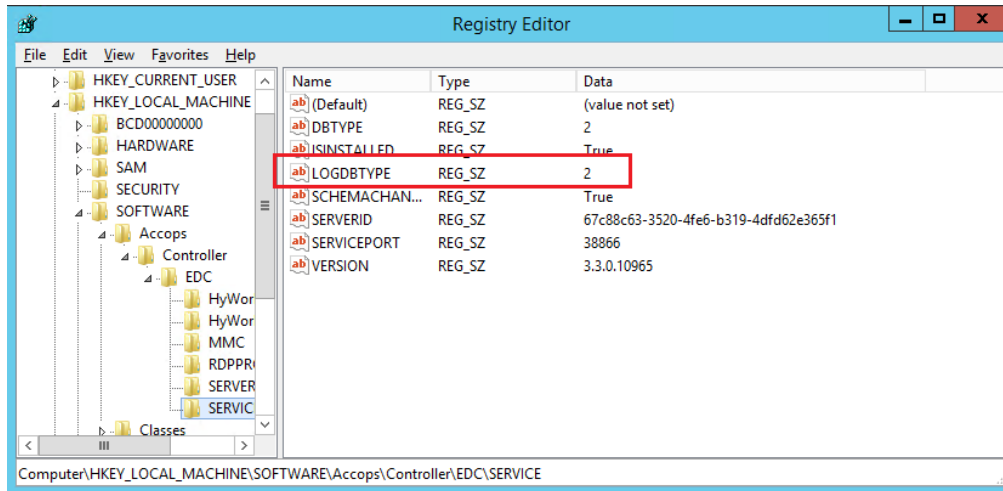 Registry Editor
File Edit View Favorites Help
HKEY_CURRENT_USER
HKEY_LOCAL_MACHINE
BCD00000000
HARDWARE
SAM
SECURITY
SOFTWARE
Accops
Controller
EDC
HyWor
HyWor
MMC
RDPPR
SERVER
SERVIC
Classes
Name Type Data
(Default) REG_SZ (value not set)
DBTYPE REG_SZ 2
ISINSTALLED REG_SZ True
LOGDBTYPE REG_SZ 2
SCHEMACHAN... REG_SZ True
SERVERID REG_SZ 67c88c63-3520-4fe6-b319-4dfd62e365f1
SERVICEPORT REG_SZ 38866
VERSION REG_SZ 3.3.0.10965
Computer\HKEY_LOCAL_MACHINE\SOFTWARE\Accops\Controller\EDC\SERVICE